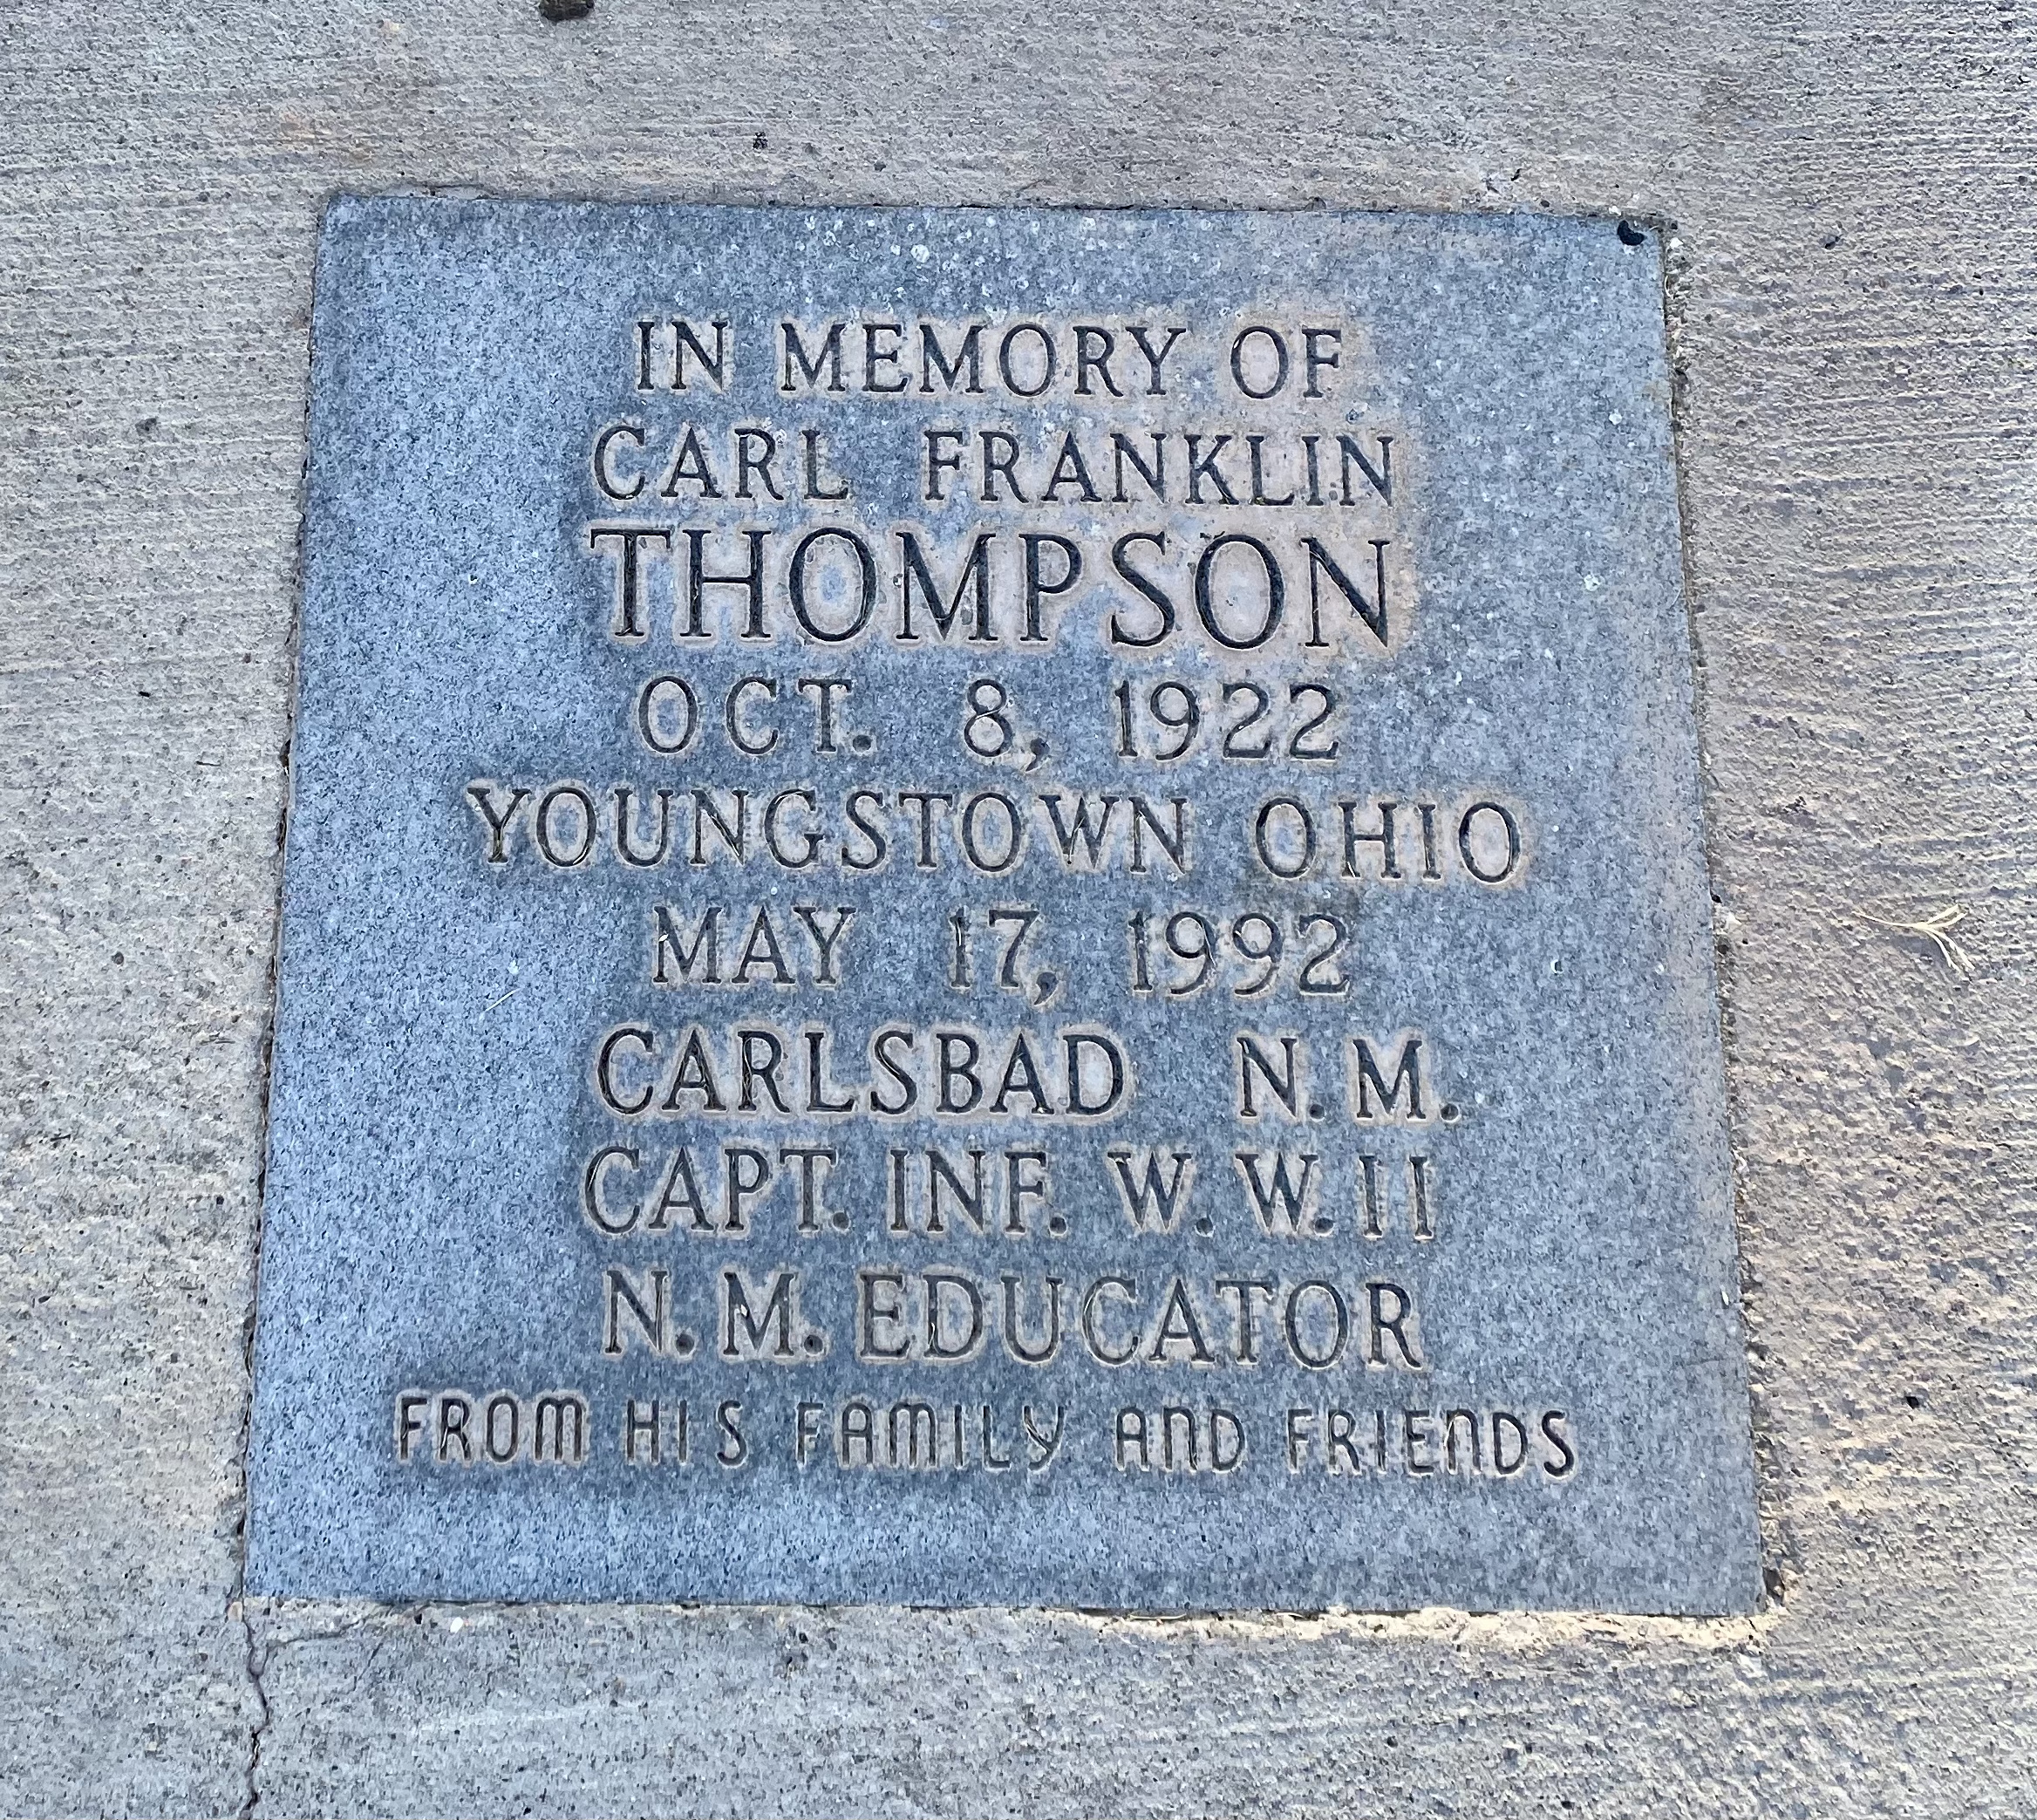 IN MEMORY OF
CARL FRANKLIN
THOMPSON
OCT. 8, 1922
YOUNGSTOWN OHIO
MAY 17, 1992
CARLSBAD N.M.
CAPT. INF. W.W.II
N.M. EDUCATOR
FROM HIS FAMILY AND FRIENDS